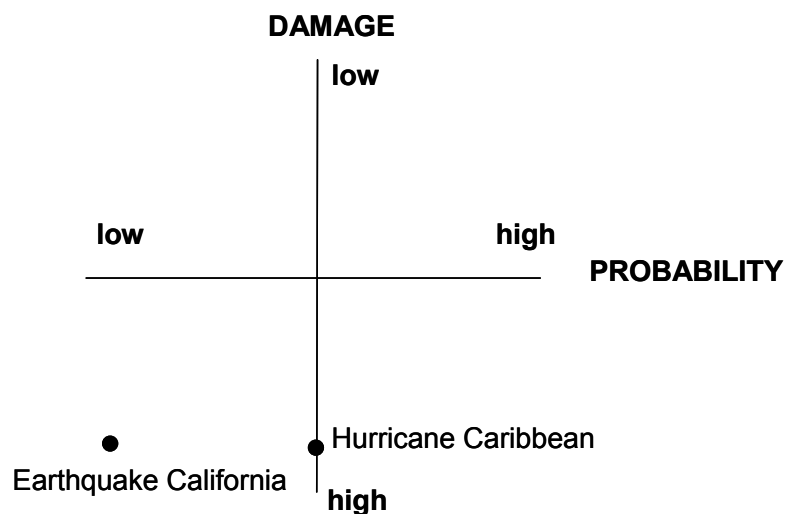 DAMAGE
low
low
high
PROBABILITY
Hurricane Caribbean
Earthquake California
high